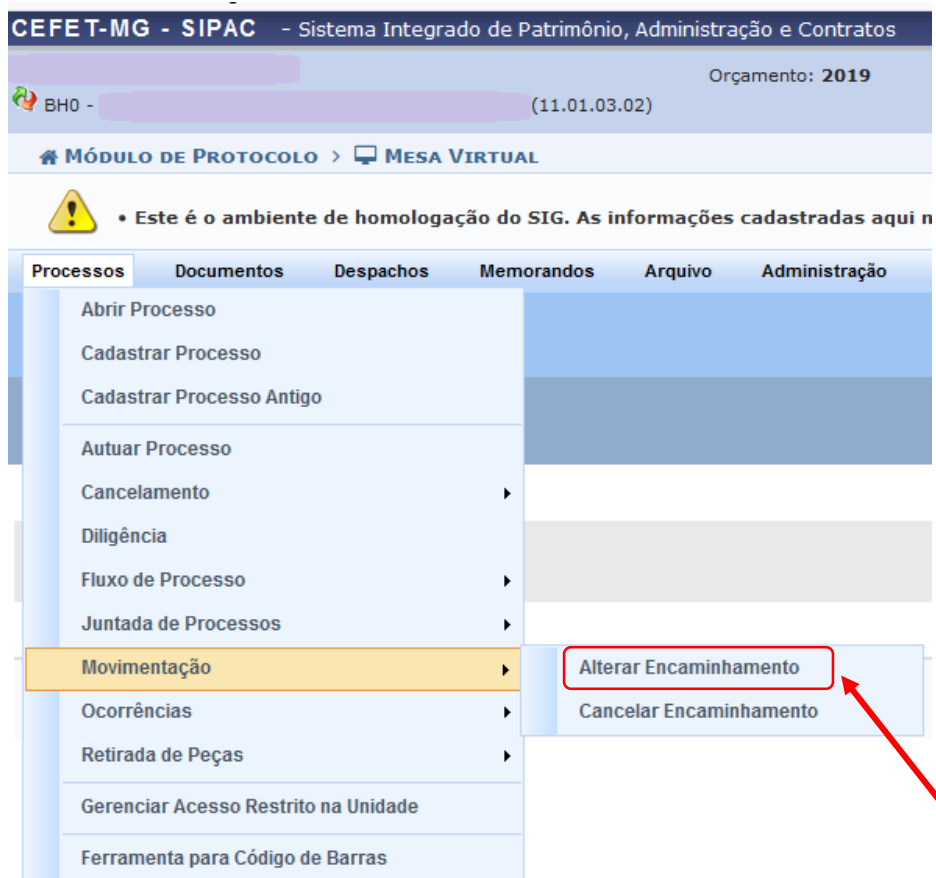 CEFET-MG - SIPAC - Sistema Integrado de Patrimônio, Administração e Contratos
Orçamento: 2019
BH0 - (11.01.03.02)
MÓDULO DE PROTOCOLO > MESA VIRTUAL
• Este é o ambiente de homologação do SIG. As informações cadastradas aqui
Processos Documentos Despachos Memorandos Arquivo Administração
Abrir Processo
Cadastrar Processo
Cadastrar Processo Antigo
Autuar Processo
Cancelamento
Diligência
Fluxo de Processo
Juntada de Processos
Movimentação
Alterar Encaminhamento
Ocorrências
Cancelar Encaminhamento
Retirada de Peças
Gerenciar Acesso Restrito na Unidade
Ferramenta para Código de Barras